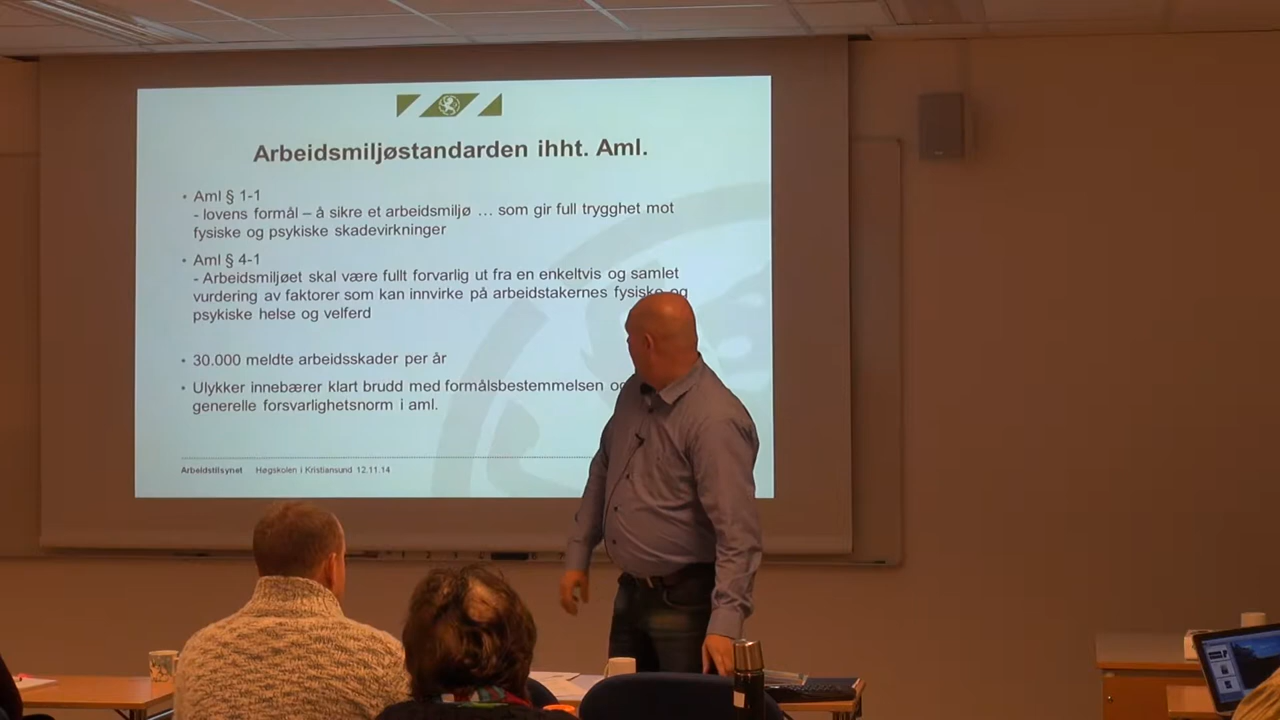 Arbeidsmiljøstandarden ihht. Aml.
• Aml § 1-1
- lovens formål – å sikre et arbeidsmiljø … som gir full trygghet mot
fysiske og psykiske skadevirkninger
• Aml § 4-1
- Arbeidsmiljøet skal være fullt forvarlig ut fra en enkeltvis og samlet
vurdering av faktorer som kan innvirke på arbeidstakernes fysiske og
psykiske helse og velferd
• 30.000 meldte arbeidsskader per år
• Ulykker innebærer klart brudd med formålsbestemmelsen og
generelle forsvarlighetsnorm i aml.
Arbeidstilsynet Høgskolen i Kristiansund 12.11.14